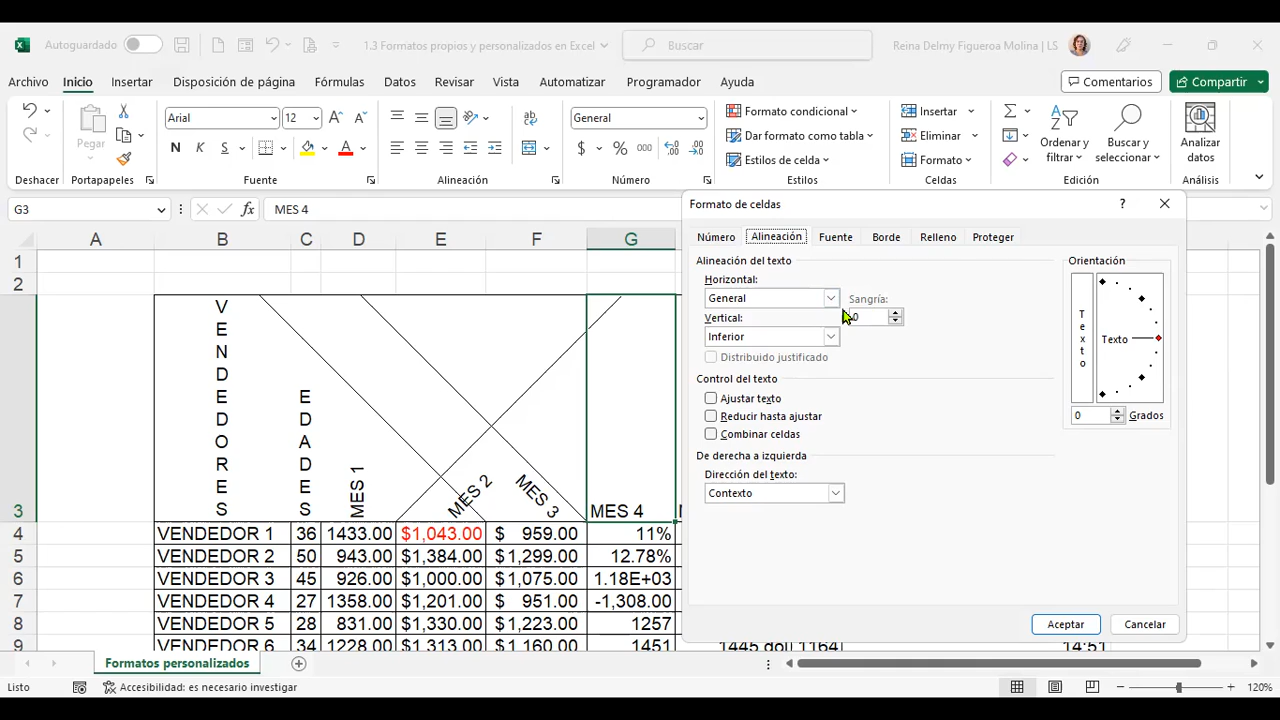 Autoguardado
1.3 Formatos propios y personalizados en Excel
Buscar
Reina Delmy Figueroa Molina | LS
Archivo Inicio Insertar Disposición de página Fórmulas Datos Revisar Vista Automatizar Programador Ayuda
Comentarios
Compartir
Pegar
Arial 12
N K S
General
$ % 000
Formato condicional
Dar formato como tabla
Estilos de celda
Insertar
Eliminar
Formato
Ordenar y filtrar
Buscar y seleccionar
Analizar datos
Deshacer Portapapeles Fuente Alineación Número Estilos Celdas Edición Análisis
G3
fx
MES 4
A B C D E F G
1
2
3
VENDEDORES
EDADES
MES 1
MES 2
MES 3
MES 4
4 VENDEDOR 1 36 1433.00 $1,043.00 $ 959.00 11%
5 VENDEDOR 2 50 943.00 $1,384.00 $1,299.00 12.78%
6 VENDEDOR 3 45 926.00 $1,000.00 $1,075.00 1.18E+03
7 VENDEDOR 4 27 1358.00 $1,201.00 $ 951.00 -1,308.00
8 VENDEDOR 5 28 831.00 $1,330.00 $1,223.00 1257
9 VENDEDOR 6 34 1228.00 $1,313.00 $1,160.00 1451
14:51
Formato de celdas
?
Número Alineación Fuente Borde Relleno Proteger
Alineación del texto
Horizontal:
General
Sangría:
0
Vertical:
Inferior
Distribuido justificado
Control del texto
Ajustar texto
Reducir hasta ajustar
Combinar celdas
De derecha a izquierda
Dirección del texto:
Contexto
Orientación
Texto
Texto
0 Grados
Aceptar
Cancelar
Formatos personalizados
Listo
Accesibilidad: es necesario investigar
120%